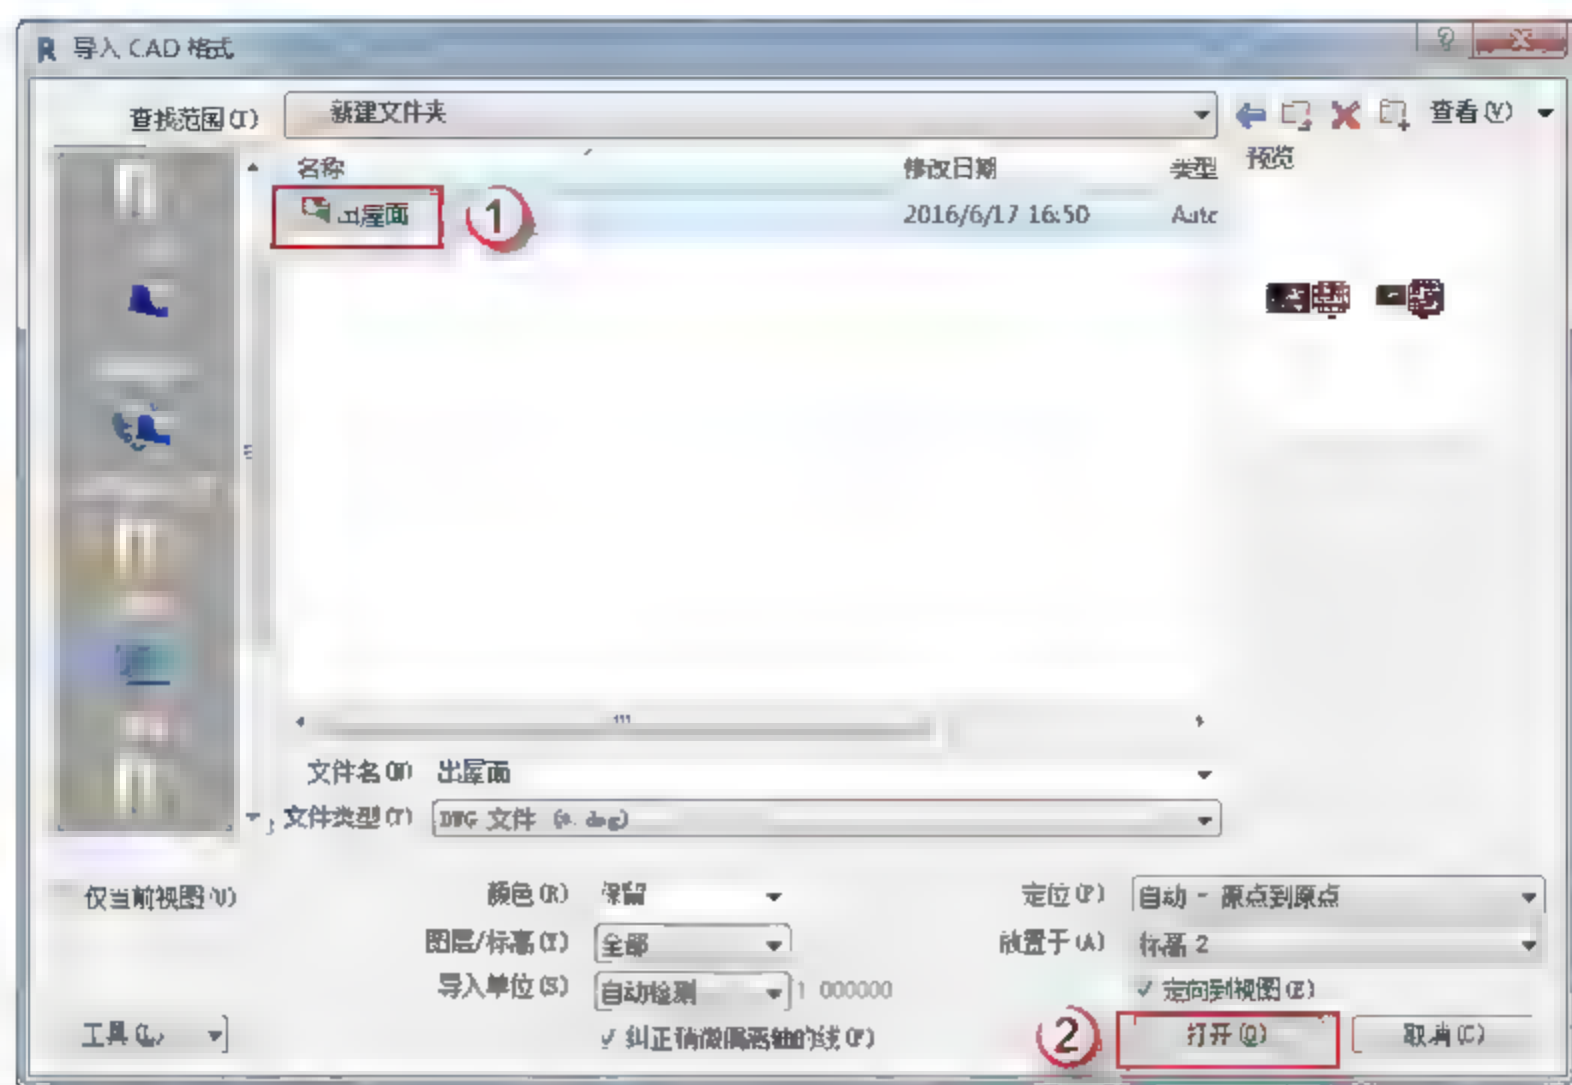 导入 CAD 格式
查找范围(I) 新建文件夹 查看(V)
名称 修改日期 类型 预览
出屋面 2016/6/17 16:50 Autc
1
文件名(N) 出屋面
文件类型(T) DWG 文件 (*.dwg)
仅当前视图(U) 颜色(R) 保留 定位(P) 自动 - 原点到原点
图层/标高(Y) 全部 放置于(A) 标高 2
导入单位(S) 自动检测 1 000000 定向到视图(E)
工具(L) 纠正稍微偏离轴的线(F) 2 打开(O) 取消(C)